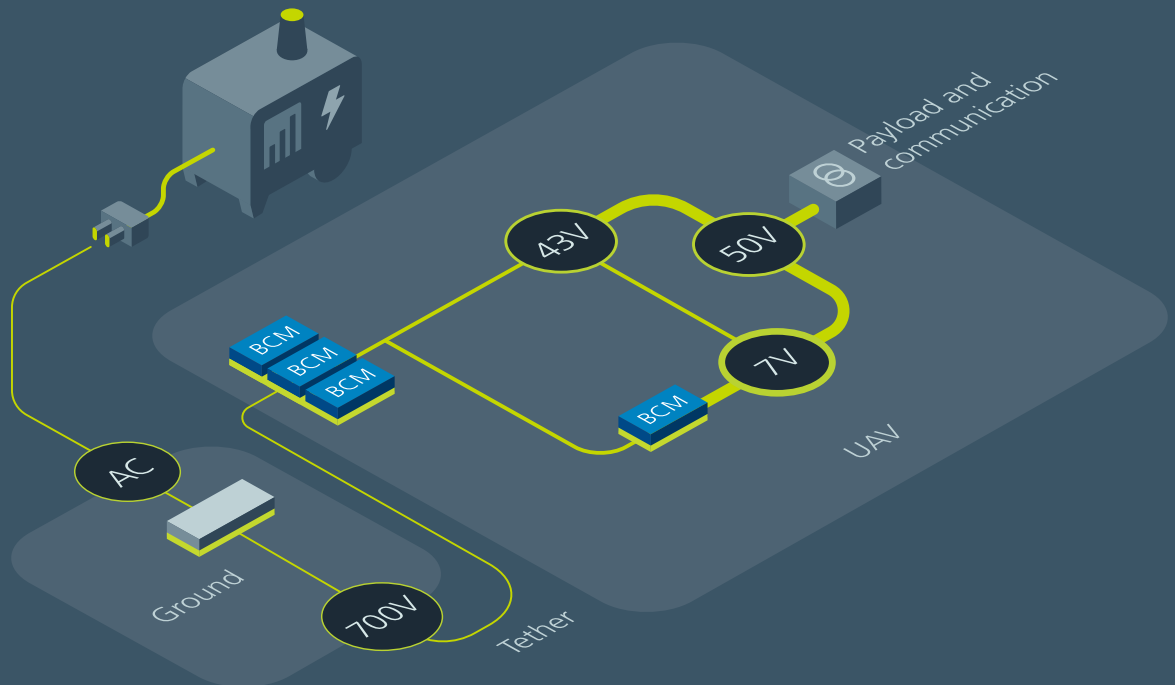 Payload and
communication
43V
50V
BCM
BCM
BCM
7V
BCM
UAV
AC
Ground
700V
Tether